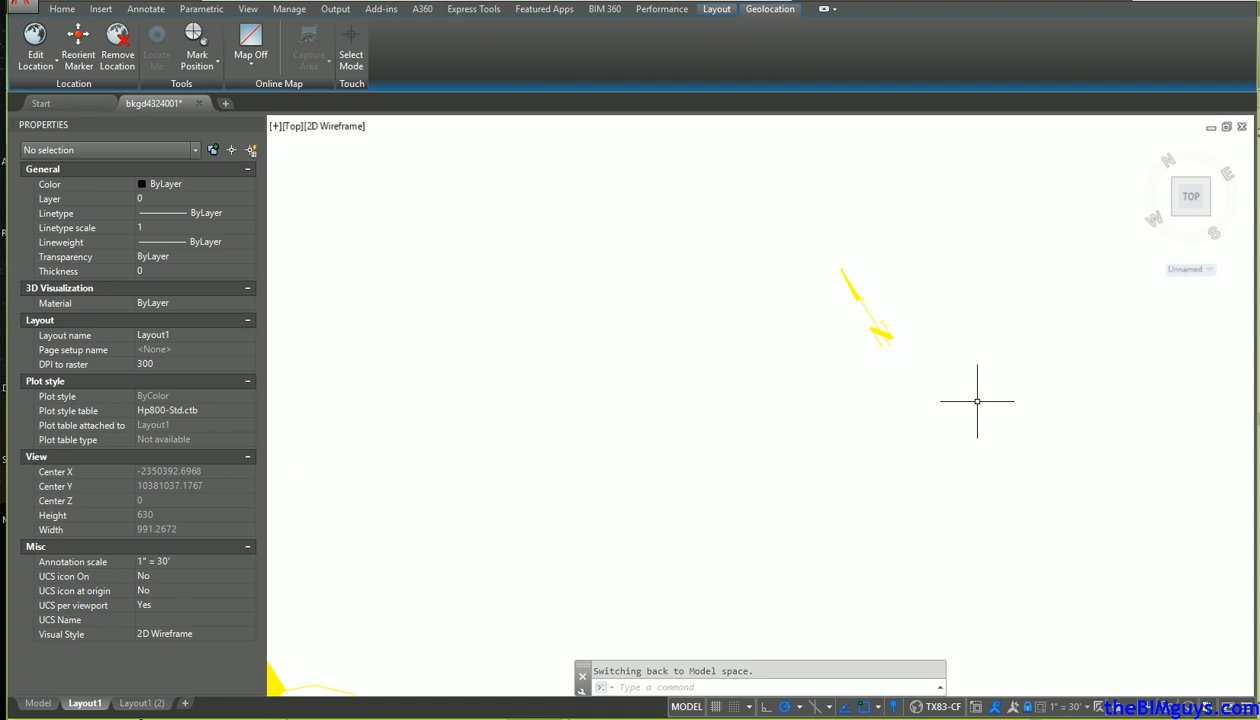 Home Insert Annotate Parametric View Manage Output Add-ins A360 Express Tools Featured Apps BIM 360 Performance Layout Geolocation
Edit Location
Reorient Marker
Remove Location
Locate Me
Mark Position
Map Off
Capture Area
Select Mode
Location Tools Online Map Touch
Start bkgd4324001*
PROPERTIES
[+][Top][2D Wireframe]
No selection
General
Color ByLayer
Layer 0
Linetype ByLayer
Linetype scale 1
Lineweight ByLayer
Transparency ByLayer
Thickness 0
3D Visualization
Material ByLayer
Layout
Layout name Layout1
Page setup name <None>
DPI to raster 300
Plot style
Plot style ByColor
Plot style table Hp800-Std.ctb
Plot table attached to Layout1
Plot table type Not available
View
Center X -2350392.6968
Center Y 10381037.1767
Center Z 0
Height 630
Width 991.2672
Misc
Annotation scale 1" = 30'
UCS icon On No
UCS icon at origin No
UCS per viewport Yes
UCS Name
Visual Style 2D Wireframe
N
E
TOP
W
S
Unnamed
N
Switching back to Model space.
Type a command
Model Layout1 Layout1 (2) +
MODEL TX83-CF 1" = 30'
theBIMguys.com